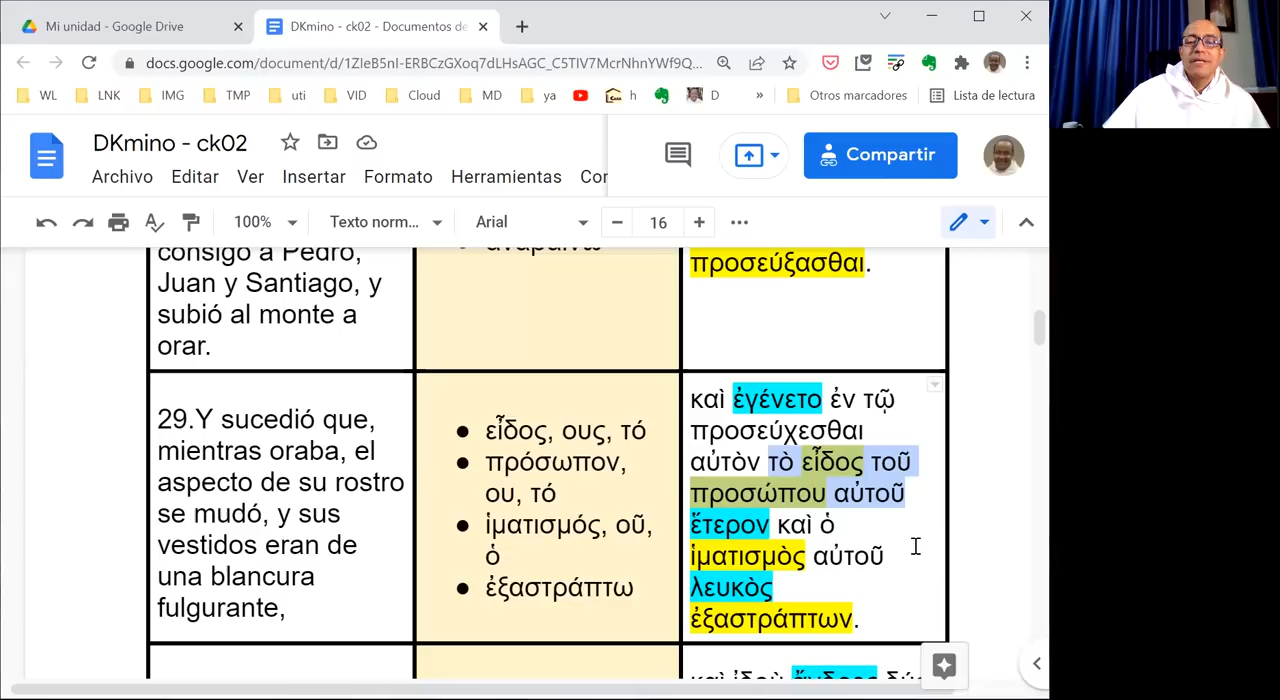 Mi unidad - Google Drive
DKmino - ck02 - Documentos de
docs.google.com/document/d/1ZIeB5nI-ERBCzGXoq7dLHsAGC_C5TIV7McrNhnYWf9Q...
WL LNK IMG TMP uti VID Cloud MD ya h D » Otros marcadores Lista de lectura
DKmino - ck02
Compartir
Archivo Editar Ver Insertar Formato Herramientas Cor
100% Texto norm... Arial 16
consigo a Pedro,
Juan y Santiago, y
subió al monte a
orar.
προσεύξασθαι.
29.Y sucedió que,
mientras oraba, el
aspecto de su rostro
se mudó, y sus
vestidos eran de
una blancura
fulgurante,
● εἶδος, ους, τό
● πρόσωπον,
ου, τό
● ἱματισμός, οῦ,
ὁ
● ἐξαστράπτω
καὶ ἐγένετο ἐν τῷ
προσεύχεσθαι
αὐτὸν τὸ εἶδος τοῦ
προσώπου αὐτοῦ
ἕτερον καὶ ὁ
ἱματισμὸς αὐτοῦ
λευκὸς
ἐξαστράπτων.